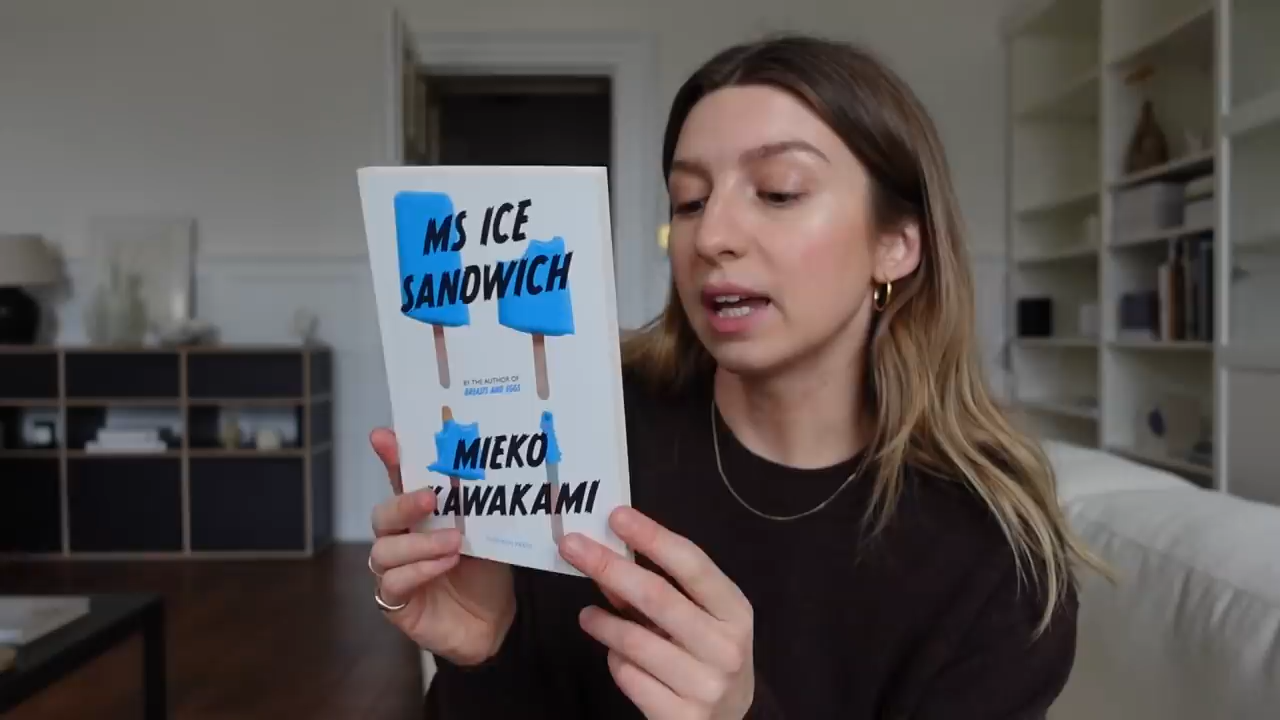 MS ICE
SANDWICH
BY THE AUTHOR OF
BREASTS AND EGGS
MIEKO
KAWAKAMI